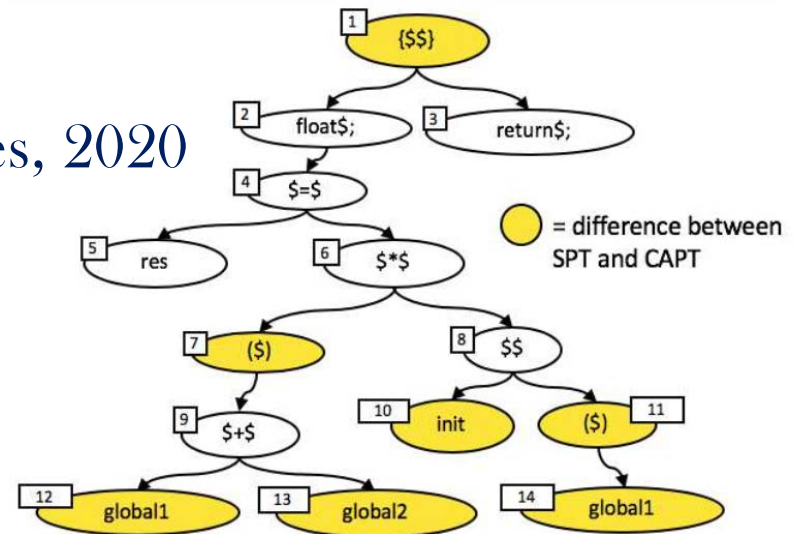 1
{$$}
es, 2020
2
float$;
3
return$;
4
$=$
= difference between
SPT and CAPT
5
res
6
$*$
7
($)
8
$$
9
$+$
10
init
11
($)
12
global1
13
global2
14
global1